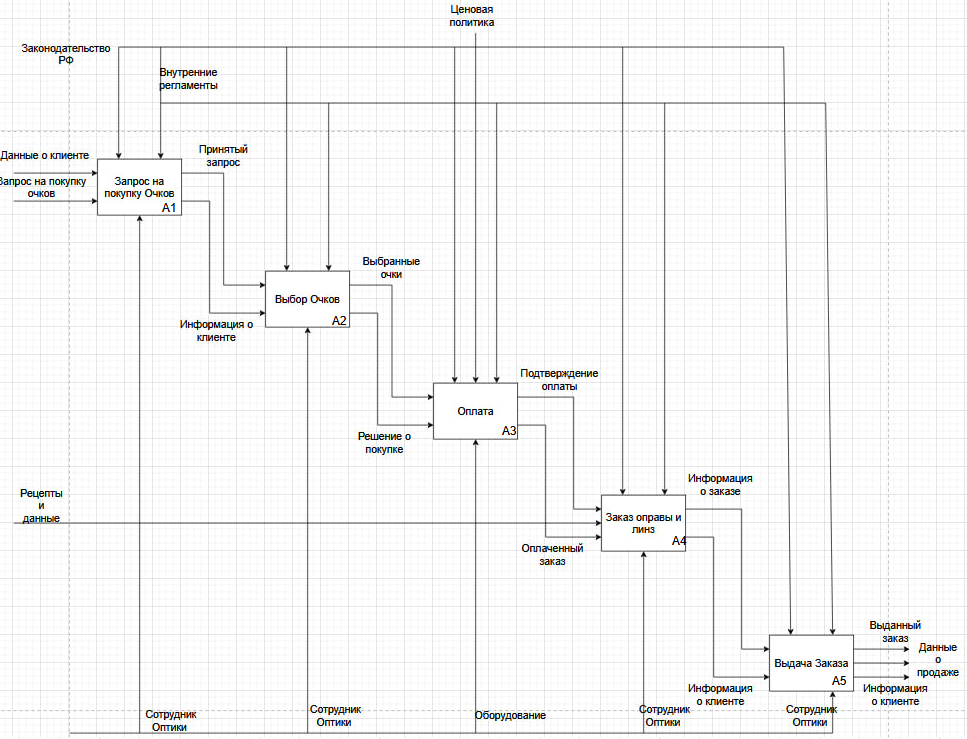 Ценовая
политика
Законодательство
РФ
Внутренние
регламенты
Данные о клиенте
Запрос на покупку
очков
Принятый
запрос
Запрос на
покупку Очков
A1
Информация о
клиенте
Выбранные
очки
Выбор Очков
A2
Решение о
покупке
Подтверждение
оплаты
Оплата
A3
Рецепты
и
данные
Оплаченный
заказ
Информация
о заказе
Заказ оправы и
линз
A4
Информация
о клиенте
Выданный
заказ
Данные
о
продаже
Выдача Заказа
A5
Информация
о клиенте
Сотрудник
Оптики
Сотрудник
Оптики
Оборудование
Сотрудник
Оптики
Сотрудник
Оптики